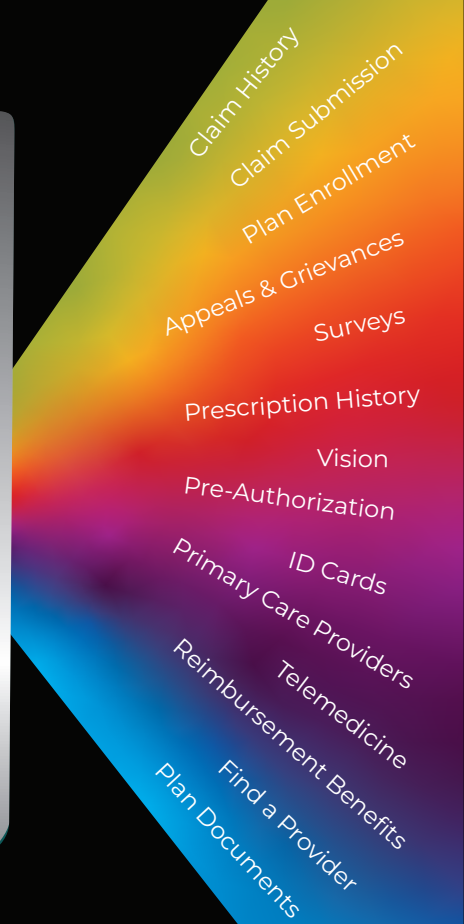 Claim History
Claim Submission
Plan Enrollment
Appeals & Grievances
Surveys
Prescription History
Vision
Pre-Authorization
ID Cards
Primary Care Providers
Telemedicine
Reimbursement Benefits
Find a Provider
Plan Documents